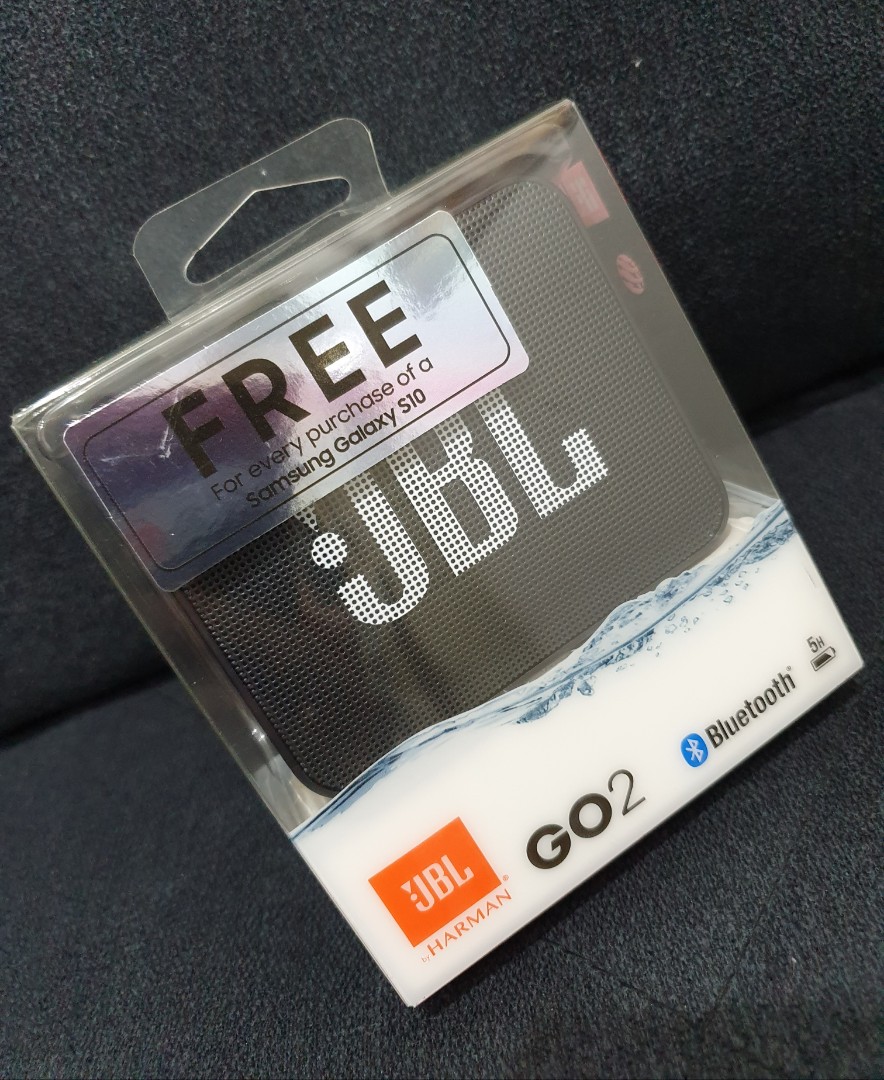 FREE
For every purchase of a
Samsung Galaxy S10
JBL
5H
Bluetooth®
GO2
JBL®
by HARMAN